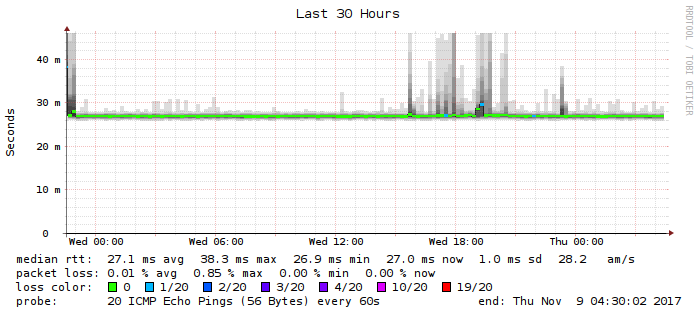 Last 30 Hours
RRDTOOL / TOBI OETIKER
Seconds
40 m
30 m
20 m
10 m
0
Wed 00:00 Wed 06:00 Wed 12:00 Wed 18:00 Thu 00:00
median rtt: 27.1 ms avg 38.3 ms max 26.9 ms min 27.0 ms now 1.0 ms sd 28.2 am/s
packet loss: 0.01 % avg 0.85 % max 0.00 % min 0.00 % now
loss color: 0 1/20 2/20 3/20 4/20 10/20 19/20
probe: 20 ICMP Echo Pings (56 Bytes) every 60s end: Thu Nov 9 04:30:02 2017